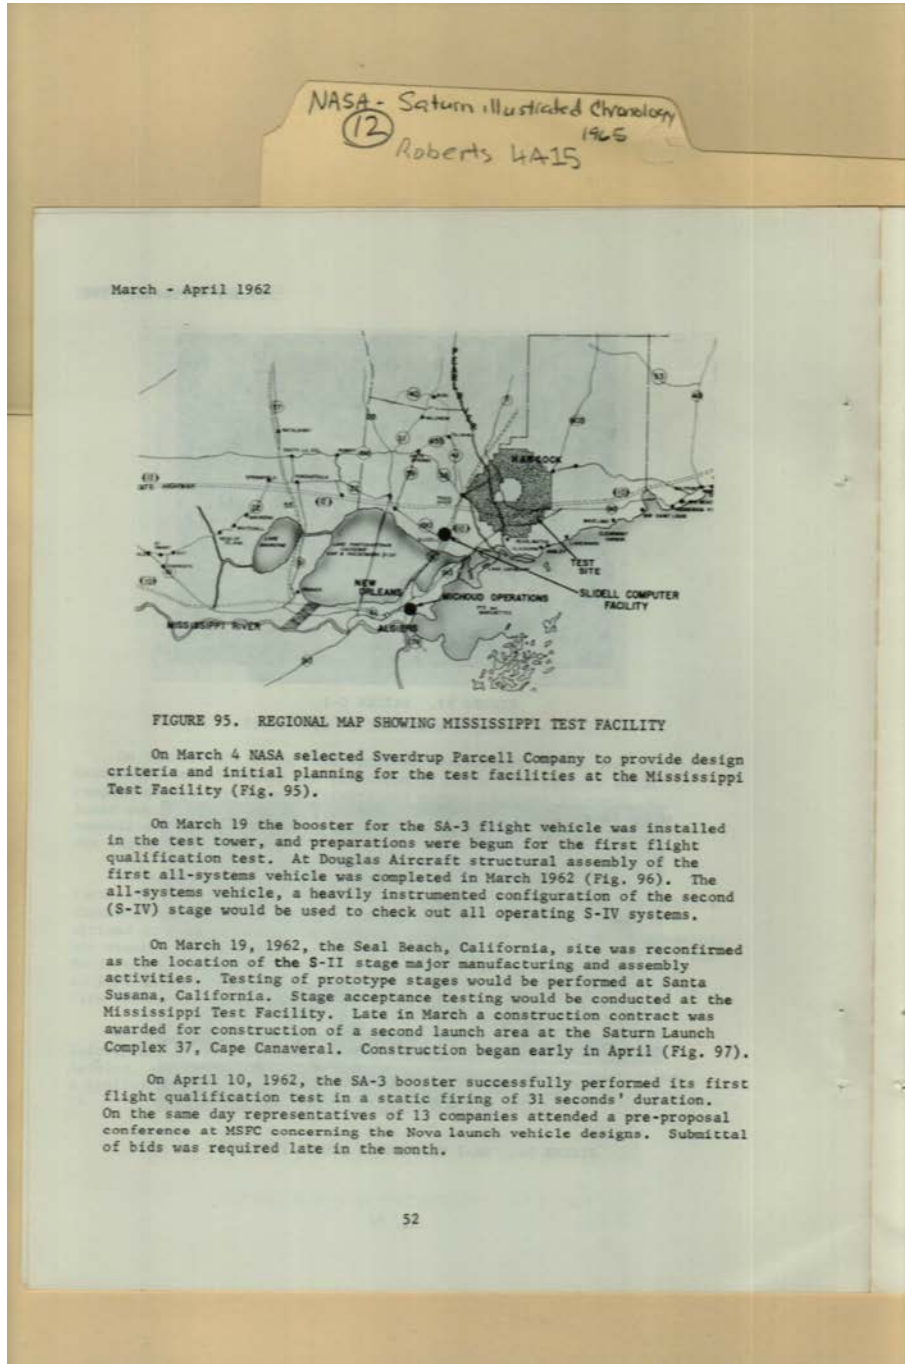 NASA - Saturn illustrated Chronology
12
1965
Roberts 4A15
March - April 1962
PEARL RIVER
HANCOCK
TEST
SITE
SLIDELL COMPUTER
FACILITY
NEW
ORLEANS
MICHOUD OPERATIONS
MISSISSIPPI RIVER
ALGIERS
FIGURE 95. REGIONAL MAP SHOWING MISSISSIPPI TEST FACILITY
On March 4 NASA selected Sverdrup Parcell Company to provide design
criteria and initial planning for the test facilities at the Mississippi
Test Facility (Fig. 95).
On March 19 the booster for the SA-3 flight vehicle was installed
in the test tower, and preparations were begun for the first flight
qualification test. At Douglas Aircraft structural assembly of the
first all-systems vehicle was completed in March 1962 (Fig. 96). The
all-systems vehicle, a heavily instrumented configuration of the second
(S-IV) stage would be used to check out all operating S-IV systems.
On March 19, 1962, the Seal Beach, California, site was reconfirmed
as the location of the S-II stage major manufacturing and assembly
activities. Testing of prototype stages would be performed at Santa
Susana, California. Stage acceptance testing would be conducted at the
Mississippi Test Facility. Late in March a construction contract was
awarded for construction of a second launch area at the Saturn Launch
Complex 37, Cape Canaveral. Construction began early in April (Fig. 97).
On April 10, 1962, the SA-3 booster successfully performed its first
flight qualification test in a static firing of 31 seconds' duration.
On the same day representatives of 13 companies attended a pre-proposal
conference at MSFC concerning the Nova launch vehicle designs. Submittal
of bids was required late in the month.
52